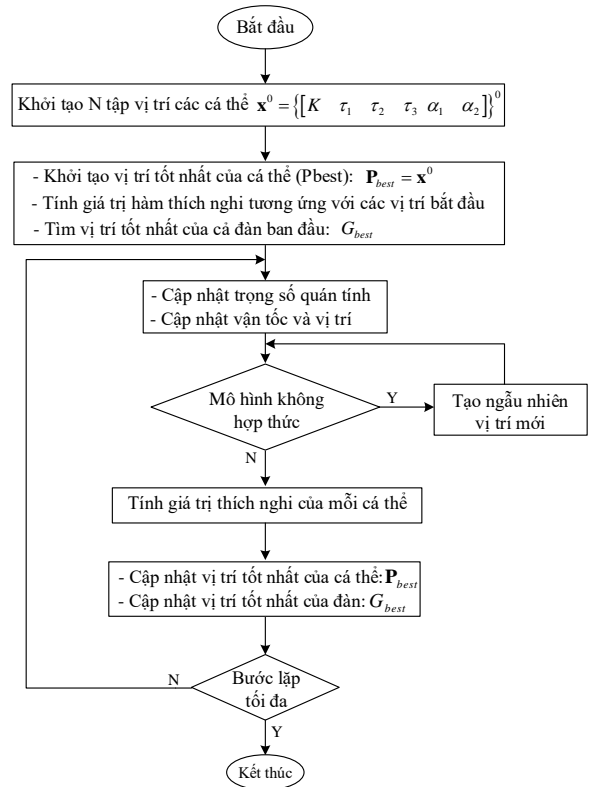 Bắt đầu
Khởi tạo N tập vị trí các cá thể x⁰ = {[K τ₁ τ₂ τ₃ α₁ α₂]}⁰
- Khởi tạo vị trí tốt nhất của cá thể (Pbest): P_best = x⁰
- Tính giá trị hàm thích nghi tương ứng với các vị trí bắt đầu
- Tìm vị trí tốt nhất của cả đàn ban đầu: G_best
- Cập nhật trọng số quán tính
- Cập nhật vận tốc và vị trí
Mô hình không
hợp thức
Y
Tạo ngẫu nhiên
vị trí mới
N
Tính giá trị thích nghi của mỗi cá thể
- Cập nhật vị trí tốt nhất của cá thể: P_best
- Cập nhật vị trí tốt nhất của đàn: G_best
N
Bước lặp
tối đa
Y
Kết thúc